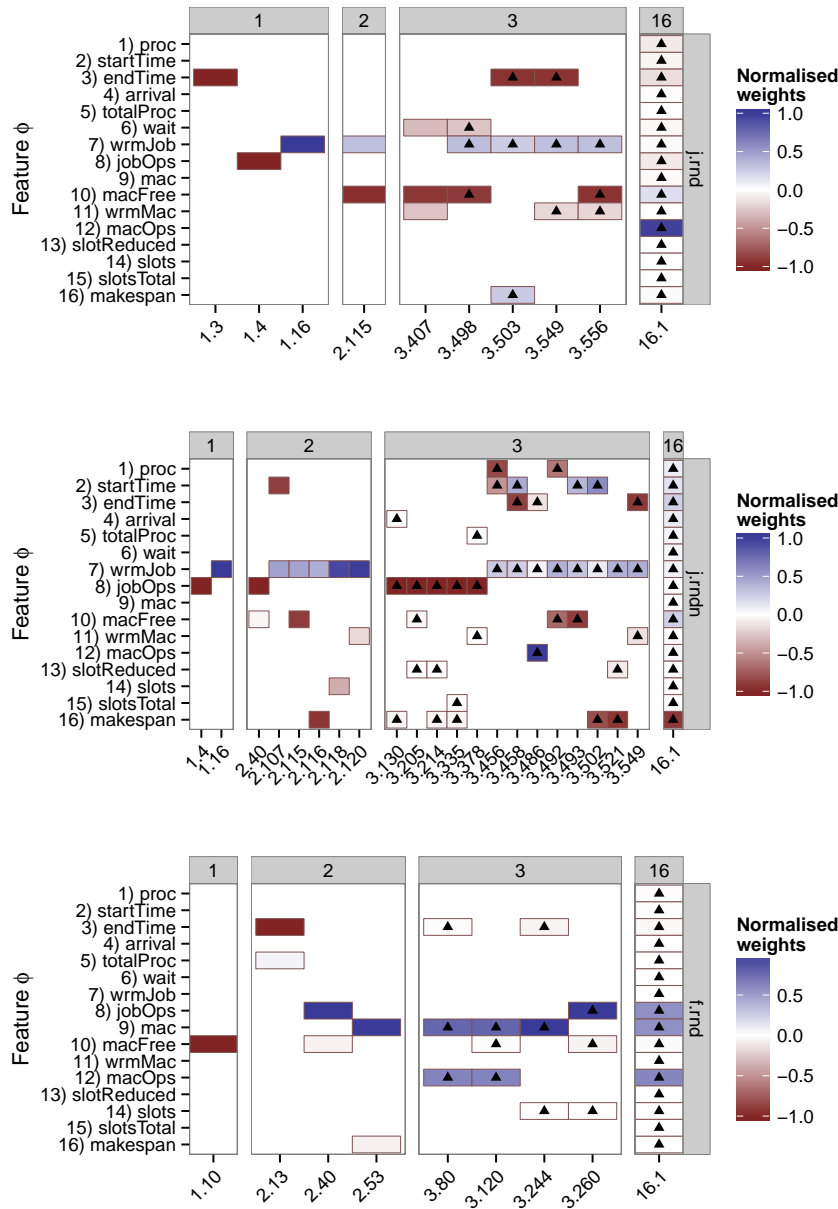 1 2 3 16
1) proc
2) startTime
3) endTime
4) arrival
5) totalProc
6) wait
7) wrmJob
8) jobOps
9) mac
10) macFree
11) wrmMac
12) macOps
13) slotReduced
14) slots
15) slotsTotal
16) makespan
Feature ϕ
j.rnd
1.3 1.4 1.16 2.115 3.407 3.498 3.503 3.549 3.556 16.1
Normalised
weights
1.0
0.5
0.0
−0.5
−1.0
1 2 3 16
1) proc
2) startTime
3) endTime
4) arrival
5) totalProc
6) wait
7) wrmJob
8) jobOps
9) mac
10) macFree
11) wrmMac
12) macOps
13) slotReduced
14) slots
15) slotsTotal
16) makespan
Feature ϕ
j.rndn
1.4 1.16 2.40 2.107 2.115 2.116 2.118 2.120 3.130 3.205 3.214 3.335 3.378 3.456 3.458 3.486 3.492 3.493 3.502 3.521 3.549 16.1
Normalised
weights
1.0
0.5
0.0
−0.5
−1.0
1 2 3 16
1) proc
2) startTime
3) endTime
4) arrival
5) totalProc
6) wait
7) wrmJob
8) jobOps
9) mac
10) macFree
11) wrmMac
12) macOps
13) slotReduced
14) slots
15) slotsTotal
16) makespan
Feature ϕ
f.rnd
1.10 2.13 2.40 2.53 3.80 3.120 3.244 3.260 16.1
Normalised
weights
0.5
0.0
−0.5
−1.0